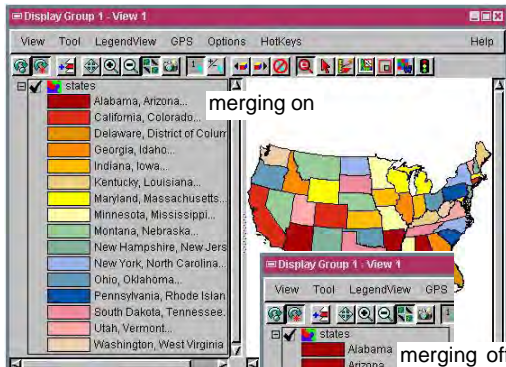 Display Group 1 - View 1
View Tool LegendView GPS Options HotKeys Help
states
merging on
Alabama, Arizona...
California, Colorado...
Delaware, District of Colum
Georgia, Idaho...
Indiana, Iowa...
Kentucky, Louisiana...
Maryland, Massachusetts...
Minnesota, Mississippi...
Montana, Nebraska...
New Hampshire, New Jers
New York, North Carolina...
Ohio, Oklahoma...
Pennsylvania, Rhode Islan
South Dakota, Tennessee.
Utah, Vermont...
Washington, West Virginia
Display Group 1 - View 1
View Tool LegendView GPS
states
Alabama
merging off
Arizona